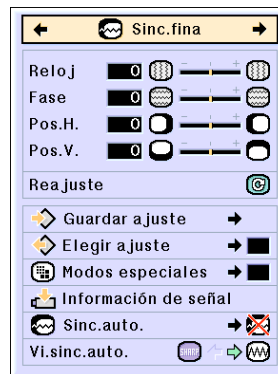 Sinc.fina
Reloj 0 - +
Fase 0 - +
Pos.H. 0 - +
Pos.V. 0 - +
Reajuste
Guardar ajuste
Elegir ajuste
Modos especiales
Información de señal
Sinc.auto.
Vi.sinc.auto. SHARP